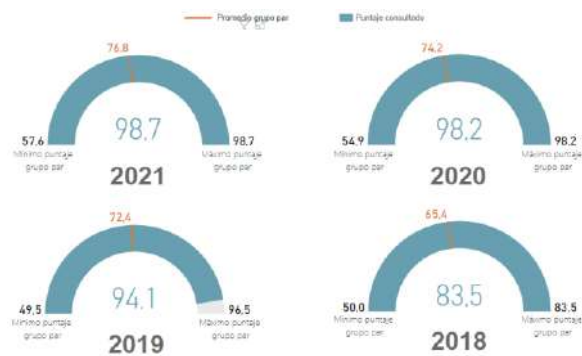 Promedio grupo par Puntaje consultado
76,8
98,7
57,6 98,7
Mínimo puntaje grupo par
Máximo puntaje grupo par
2021
74,2
98,2
54,9 98,2
Mínimo puntaje grupo par
Máximo puntaje grupo par
2020
72,4
94,1
49,5 96,5
Mínimo puntaje grupo par
Máximo puntaje grupo par
2019
65,4
83,5
50,0 83,5
Mínimo puntaje grupo par
Máximo puntaje grupo par
2018